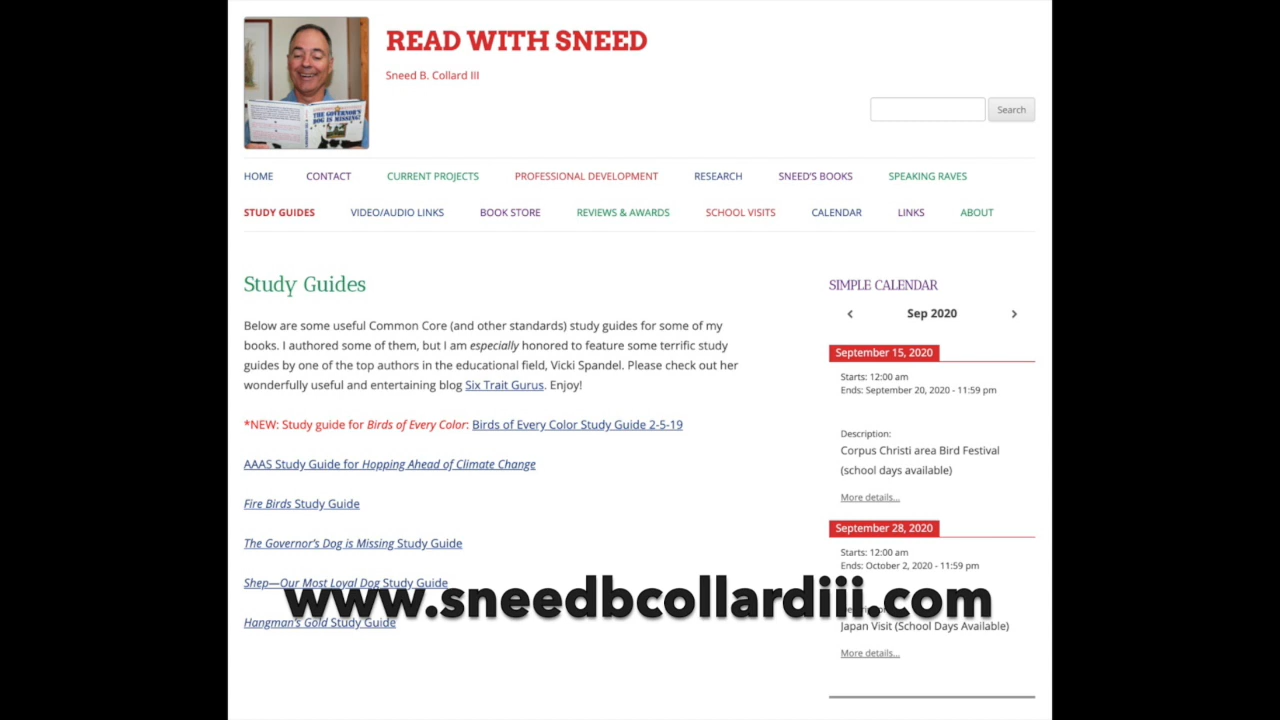 READ WITH SNEED
Sneed B. Collard III
THE GOVERNOR'S
DOG IS MISSING!
Search
HOME CONTACT CURRENT PROJECTS PROFESSIONAL DEVELOPMENT RESEARCH SNEED'S BOOKS SPEAKING RAVES
STUDY GUIDES VIDEO/AUDIO LINKS BOOK STORE REVIEWS & AWARDS SCHOOL VISITS CALENDAR LINKS ABOUT
Study Guides
Below are some useful Common Core (and other standards) study guides for some of my
books. I authored some of them, but I am especially honored to feature some terrific study
guides by one of the top authors in the educational field, Vicki Spandel. Please check out her
wonderfully useful and entertaining blog Six Trait Gurus. Enjoy!
*NEW: Study guide for Birds of Every Color: Birds of Every Color Study Guide 2-5-19
AAAS Study Guide for Hopping Ahead of Climate Change
Fire Birds Study Guide
The Governor's Dog is Missing Study Guide
Shep—Our Most Loyal Dog Study Guide
Hangman's Gold Study Guide
SIMPLE CALENDAR
Sep 2020
September 15, 2020
Starts: 12:00 am
Ends: September 20, 2020 - 11:59 pm
Description:
Corpus Christi area Bird Festival
(school days available)
More details...
September 28, 2020
Starts: 12:00 am
Ends: October 2, 2020 - 11:59 pm
Japan Visit (School Days Available)
More details...
www.sneedbcollardiii.com